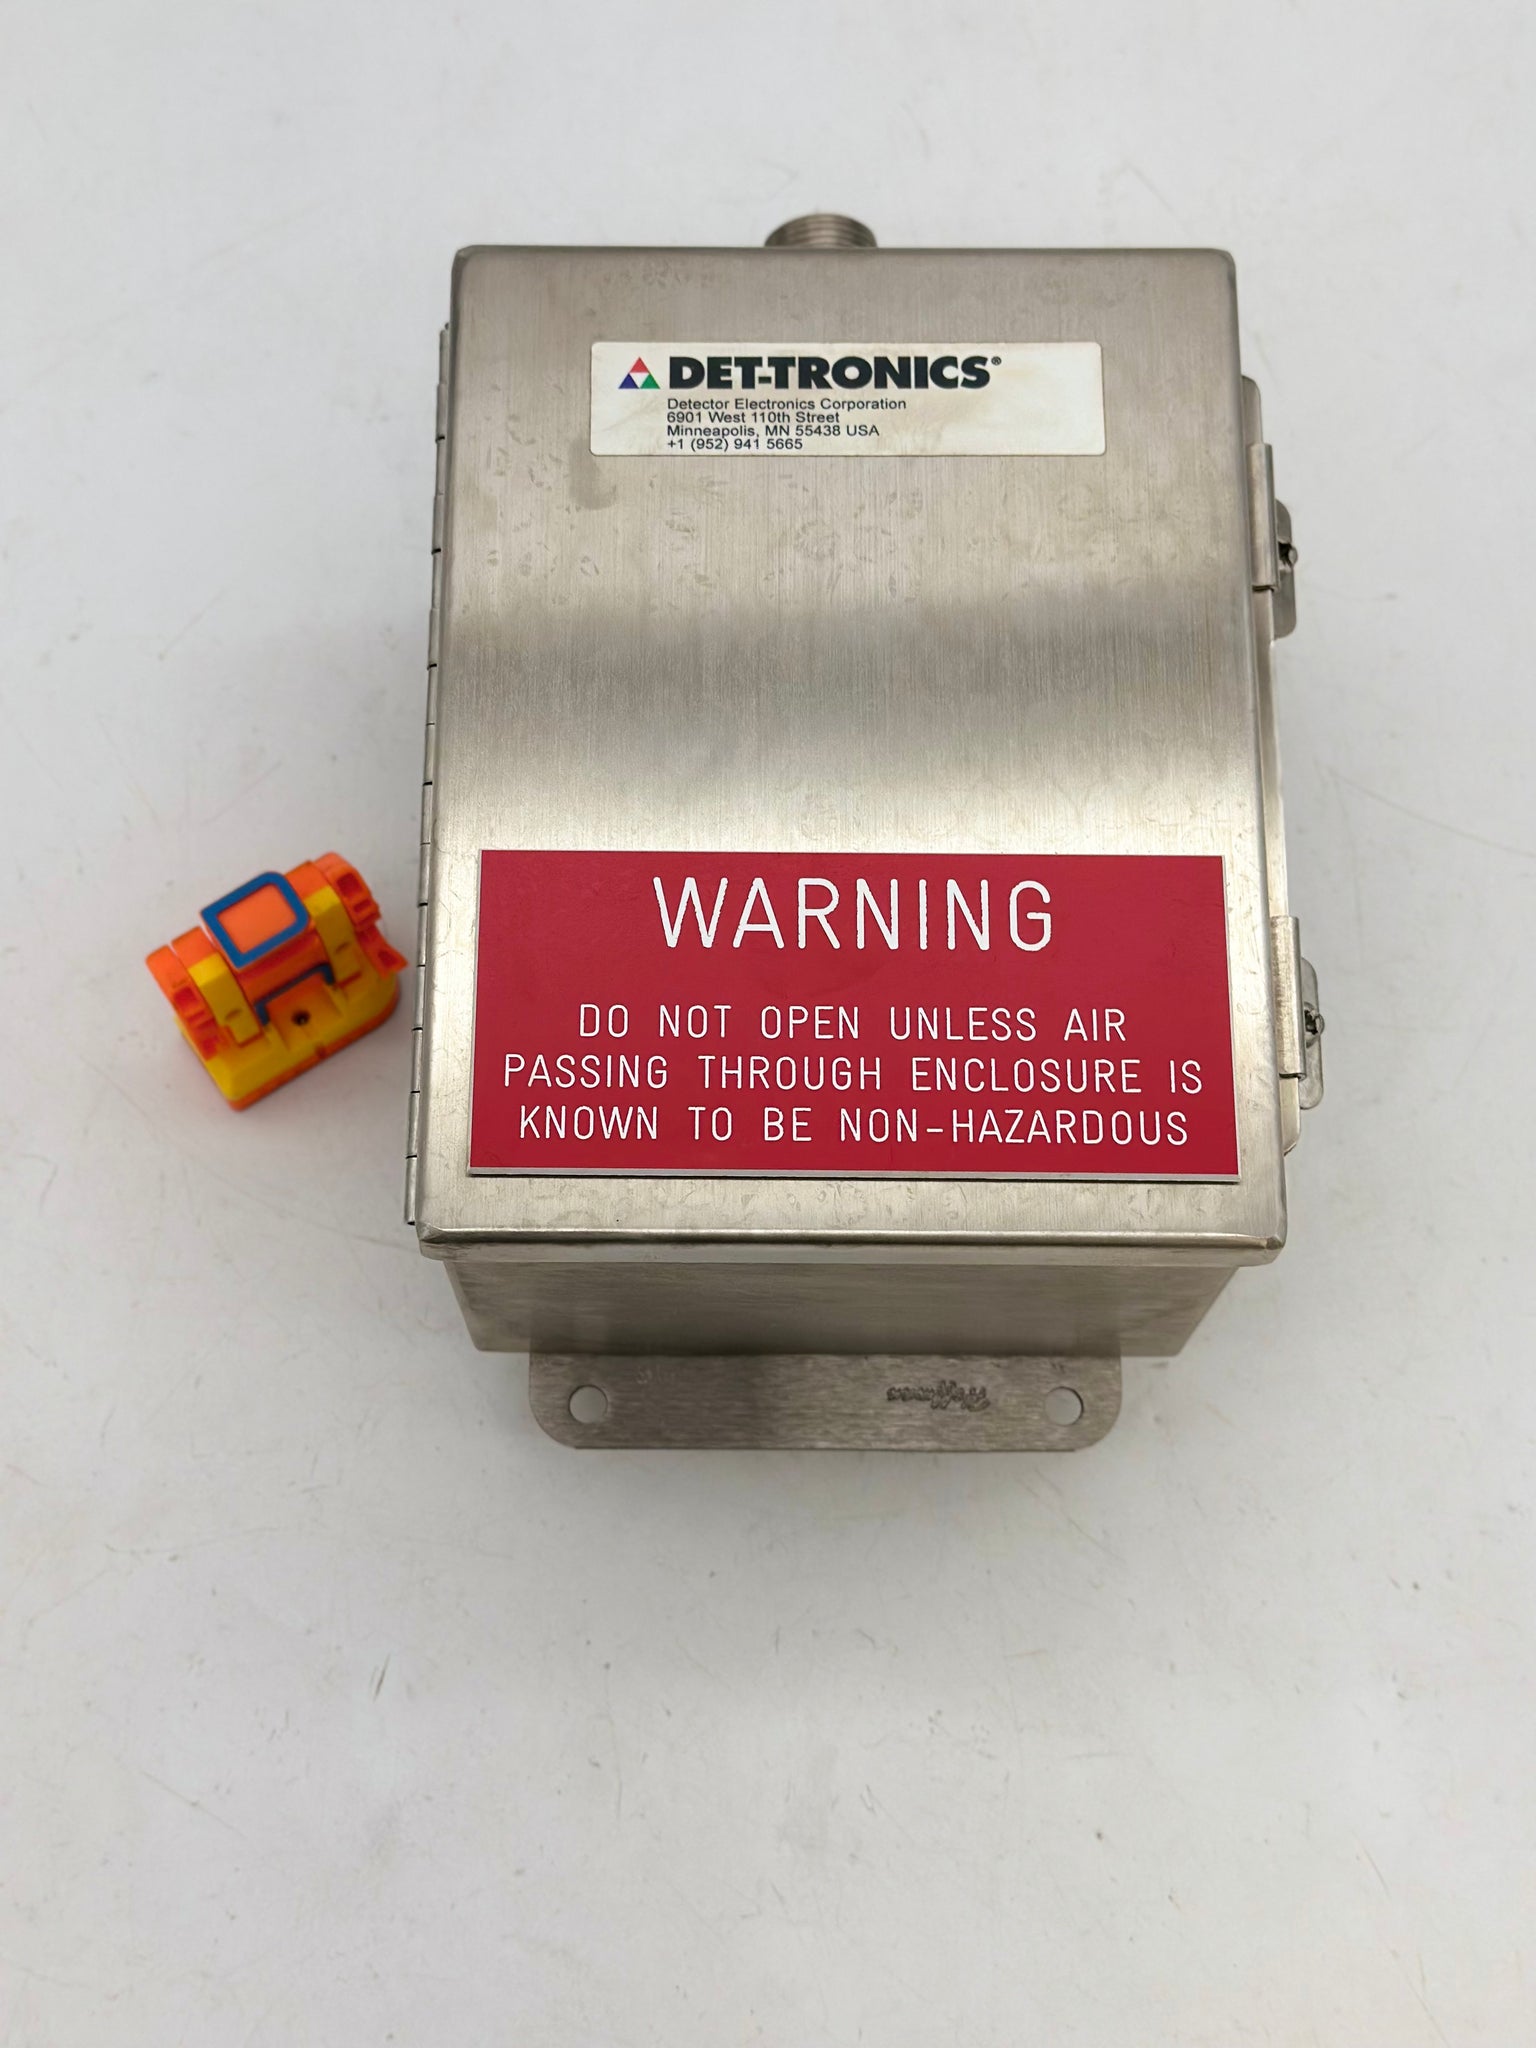 DET-TRONICS®
Detector Electronics Corporation
6901 West 110th Street
Minneapolis, MN 55438 USA
+1 (952) 941 5665
WARNING
DO NOT OPEN UNLESS AIR
PASSING THROUGH ENCLOSURE IS
KNOWN TO BE NON-HAZARDOUS
Hoffman